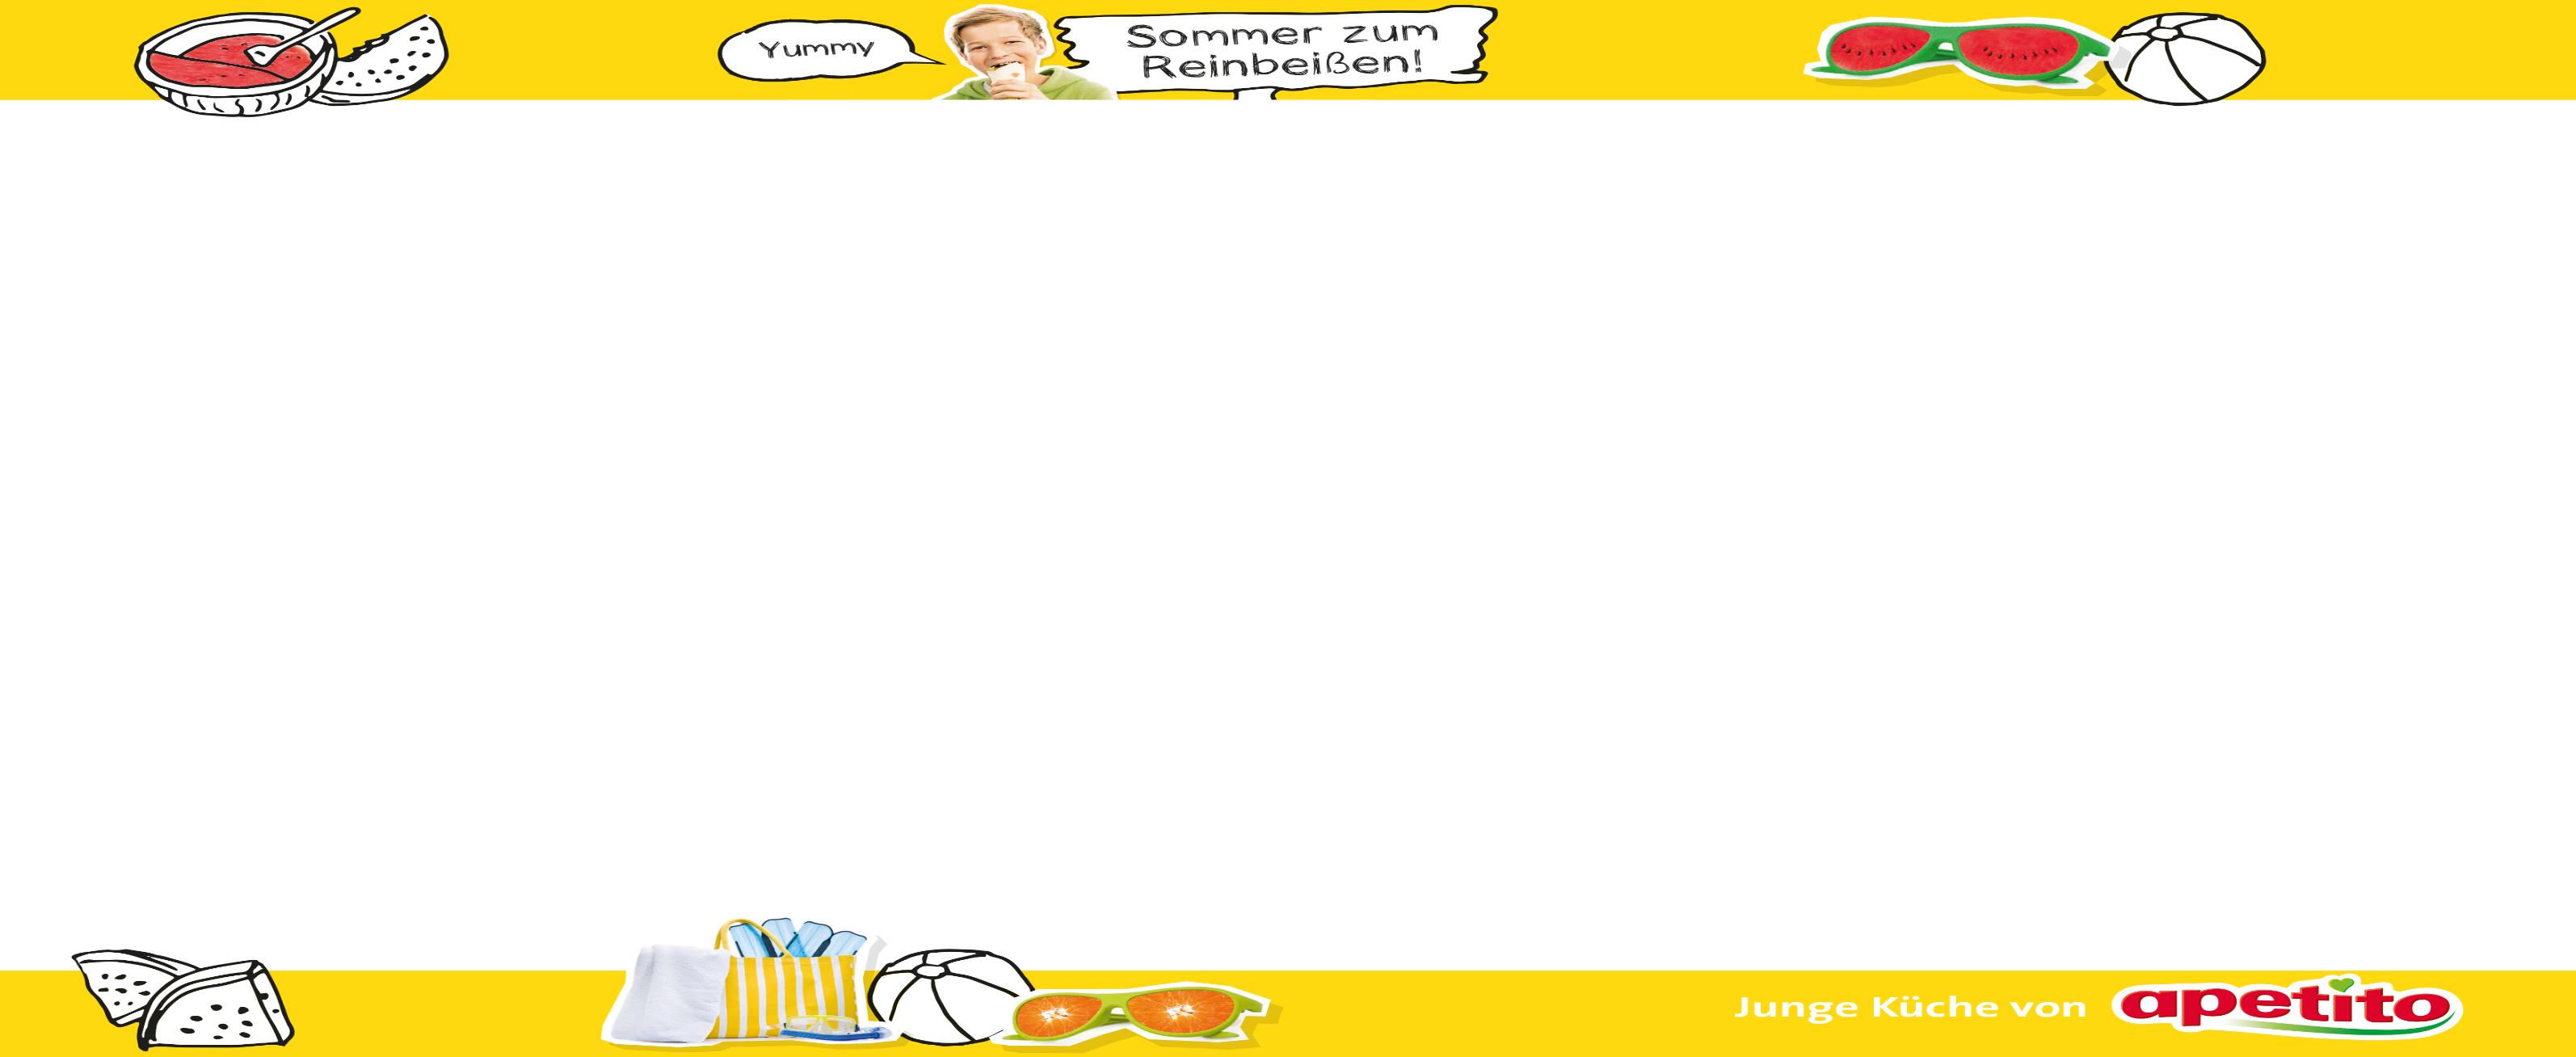 Yummy
Sommer zum
Reinbeißen!
Junge Küche von apetito